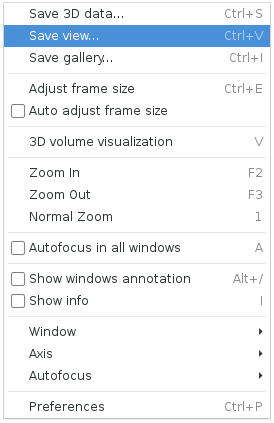 Save 3D data... Ctrl+S
Save view... Ctrl+V
Save gallery... Ctrl+I
Adjust frame size Ctrl+E
Auto adjust frame size
3D volume visualization V
Zoom In F2
Zoom Out F3
Normal Zoom 1
Autofocus in all windows A
Show windows annotation Alt+/
Show info I
Window
Axis
Autofocus
Preferences Ctrl+P